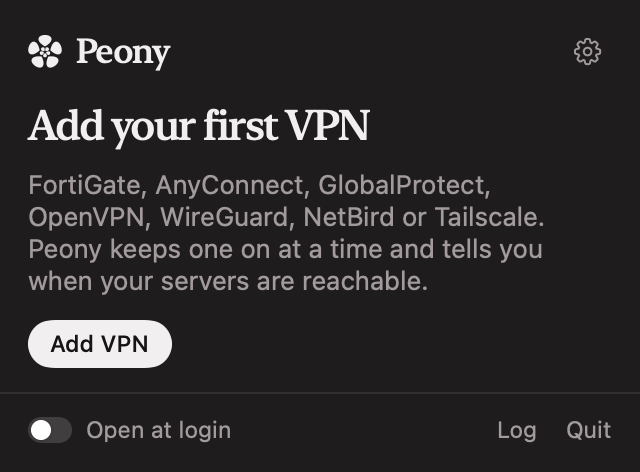 Peony
Add your first VPN
FortiGate, AnyConnect, GlobalProtect,
OpenVPN, WireGuard, NetBird or Tailscale.
Peony keeps one on at a time and tells you
when your servers are reachable.
Add VPN
Open at login
Log
Quit